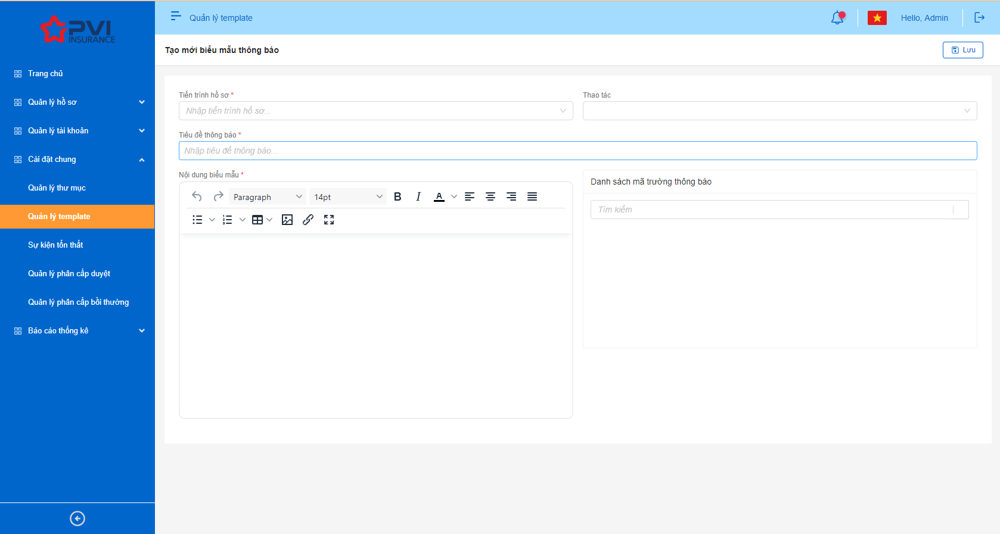 PVI
INSURANCE
Quản lý template
Hello, Admin
Tạo mới biểu mẫu thông báo
Lưu
Trang chủ
Quản lý hồ sơ
Quản lý tài khoản
Cài đặt chung
Quản lý thư mục
Quản lý template
Sự kiện tổn thất
Quản lý phân cấp duyệt
Quản lý phân cấp bồi thường
Báo cáo thống kê
Tiến trình hồ sơ *
Nhập tiến trình hồ sơ...
Thao tác
Tiêu đề thông báo *
Nhập tiêu đề thông báo...
Nội dung biểu mẫu *
Paragraph
14pt
B I A
Danh sách mã trường thông báo
Tìm kiếm